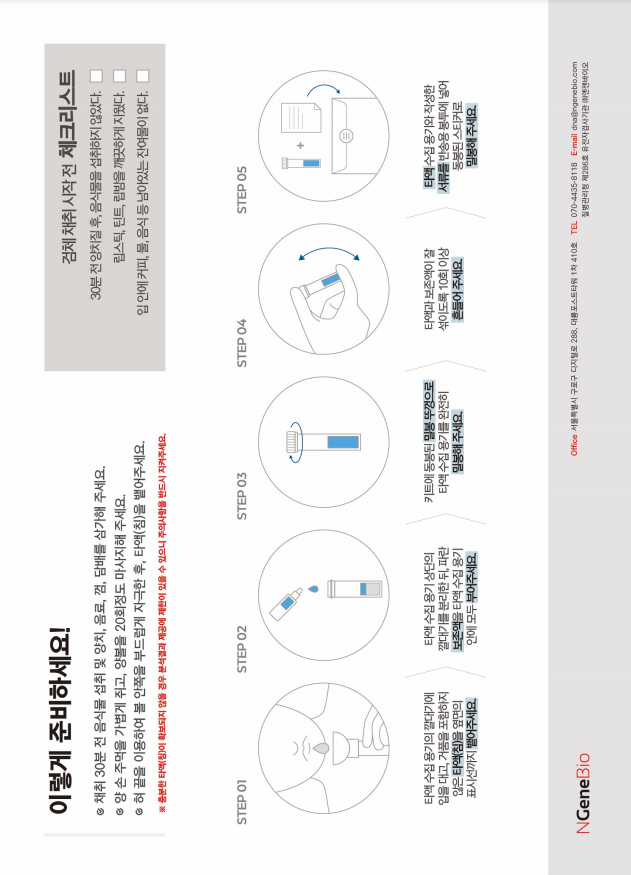 이렇게 준비하세요!
채취 30분 전 음식물 섭취 및 양치, 음료, 껌, 담배를 삼가해 주세요.
양 손 주먹을 가볍게 쥐고, 양볼을 20회정도 마사지해 주세요.
혀 끝을 이용하여 볼 안쪽을 부드럽게 자극한 후, 타액(침)을 뱉어주세요.
※ 충분한 타액(침)이 확보되지 않을 경우 분석결과 제공에 제한이 있을 수 있으니 주의사항을 반드시 지켜주세요.
검체 채취 시작 전 체크리스트
30분 전 양치질 후, 음식물을 섭취하지 않았다.
립스틱, 틴트, 립밤을 깨끗하게 지웠다.
입 안에 커피, 물, 음식 등 남아있는 잔여물이 없다.
STEP 01
타액 수집 용기의 깔대기에
입을 대고, 거품을 포함하지
않은 타액(침)을 옆면의
표시선까지 뱉어주세요.
STEP 02
타액 수집 용기 상단의
깔대기를 분리한 뒤, 파란
보존액을 타액 수집 용기
안에 모두 부어주세요.
STEP 03
키트에 동봉된 밀봉 뚜껑으로
타액 수집 용기를 완전히
밀봉해 주세요.
STEP 04
타액과 보존액이 잘
섞이도록 10회 이상
흔들어 주세요.
STEP 05
타액 수집 용기와 작성한
서류를 반송용 봉투에 넣어
동봉된 스티커로
밀봉해 주세요.
NGeneBio
Office 서울특별시 구로구 디지털로 288, 대륭포스트타워 1차 410호 TEL 070-4435-8118 E-mail dna@ngenebio.com
질병관리청 제286호 유전자검사기관 ㈜엔젠바이오